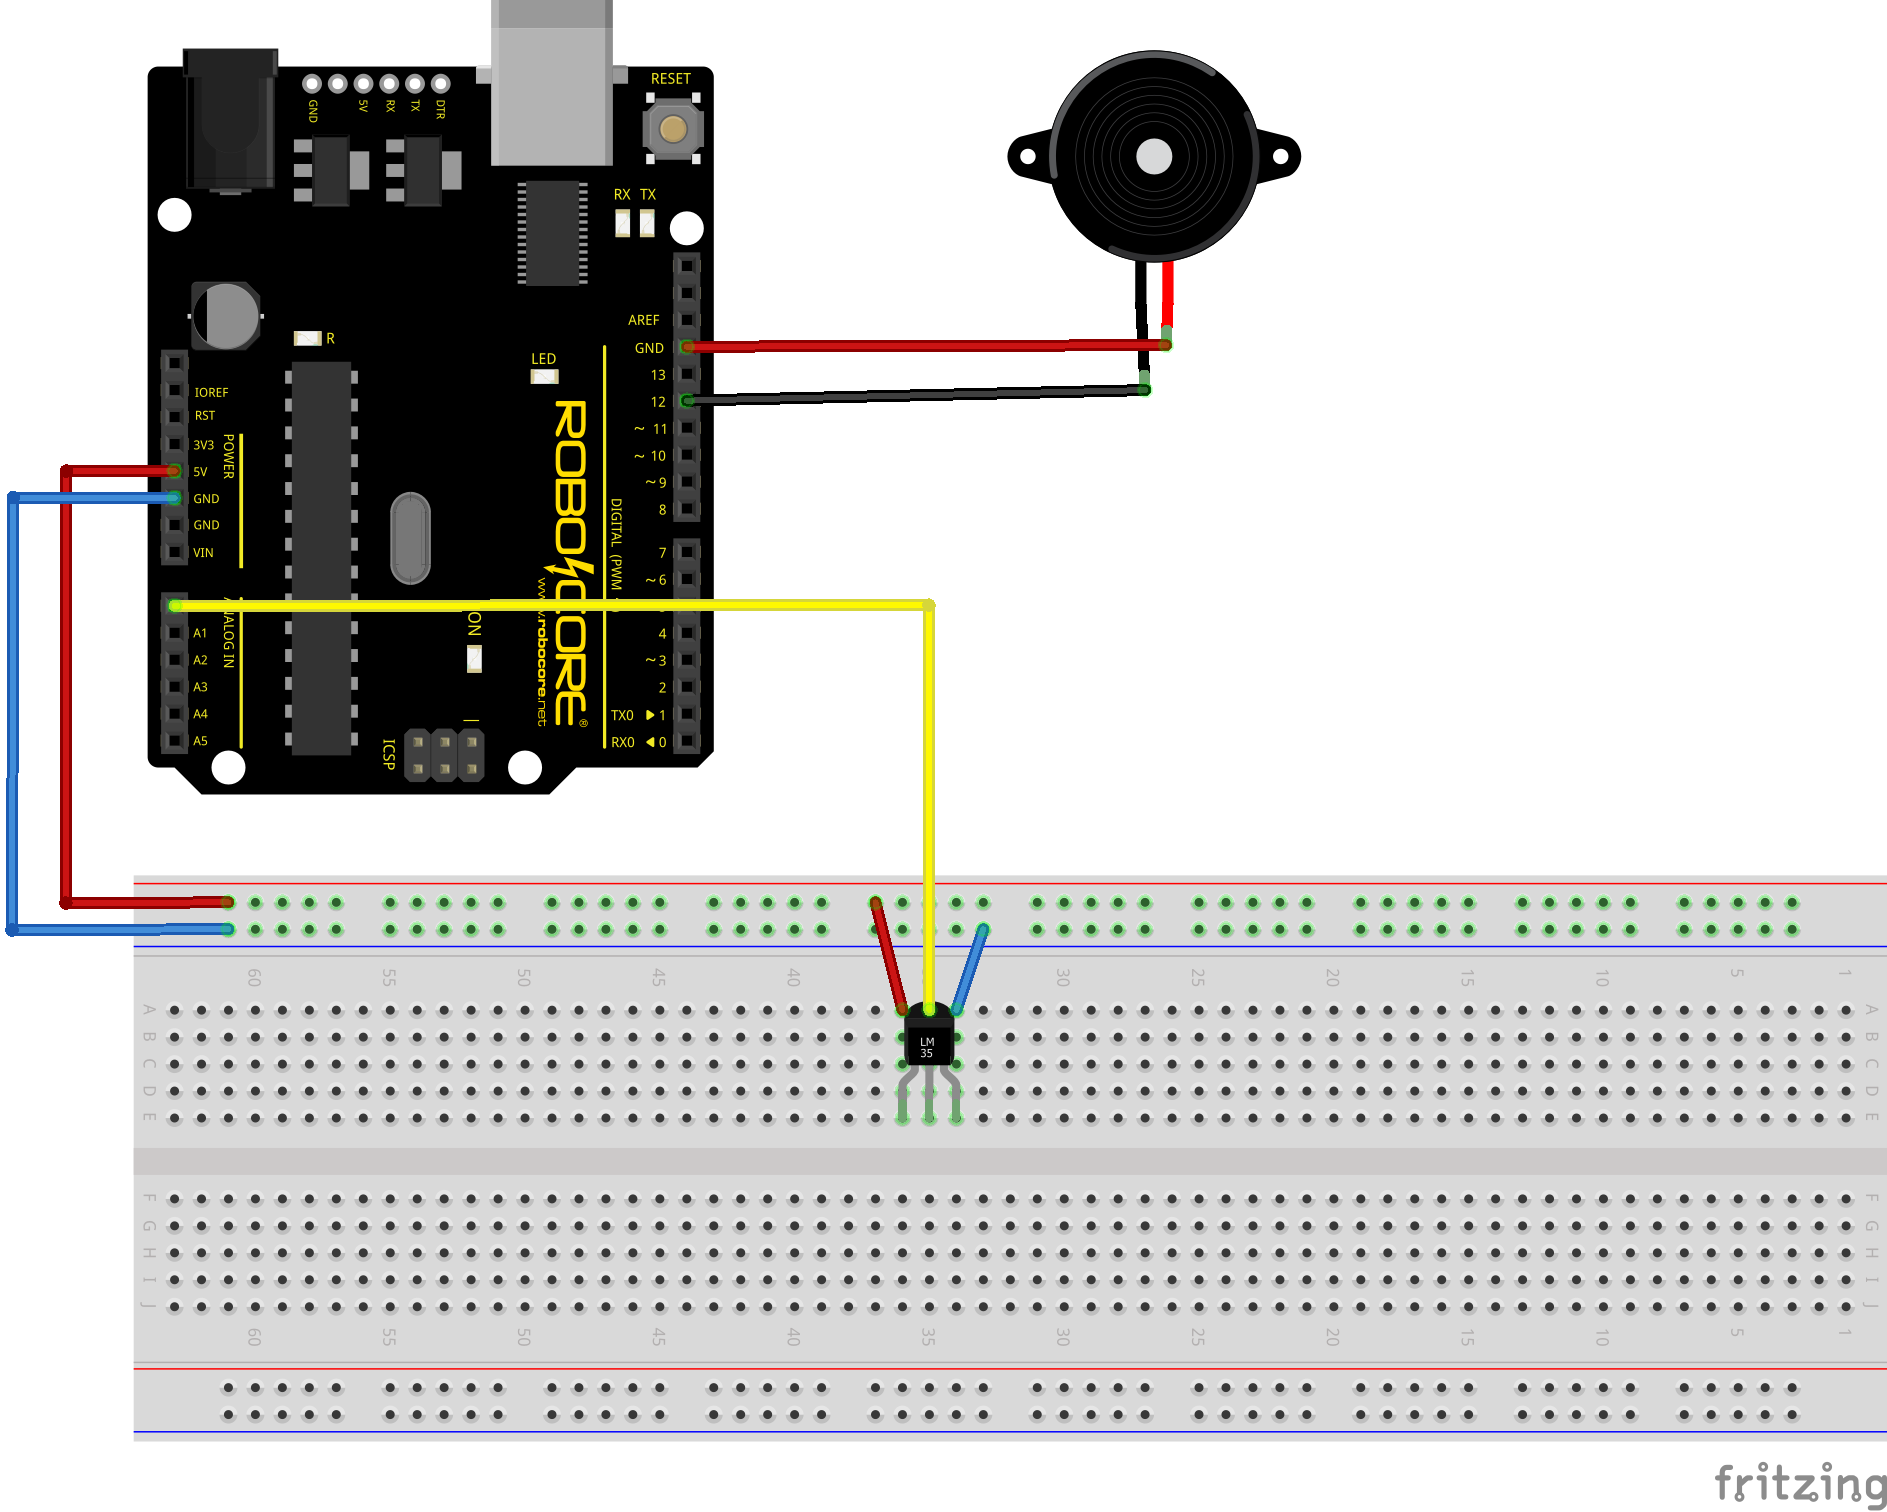 RESET
GND
5V
RX
TX
DTR
RX TX
AREF
GND
13
12
~ 11
~ 10
~ 9
8
7
~ 6
4
~ 3
2
TX0 ▶ 1
RX0 ◀ 0
R
LED
IOREF
RST
3V3
5V
GND
GND
VIN
POWER
A1
A2
A3
A4
A5
ANALOG IN
DIGITAL (PWM
ROBOCORE®
www.robocore.net
ON
ICSP
60 55 50 45 40 30 25 20 15 10 5 1
A A
B B
C C
D D
E E
LM
35
F F
G G
H H
I I
J J
60 55 50 45 40 35 30 25 20 15 10 5 1
fritzing